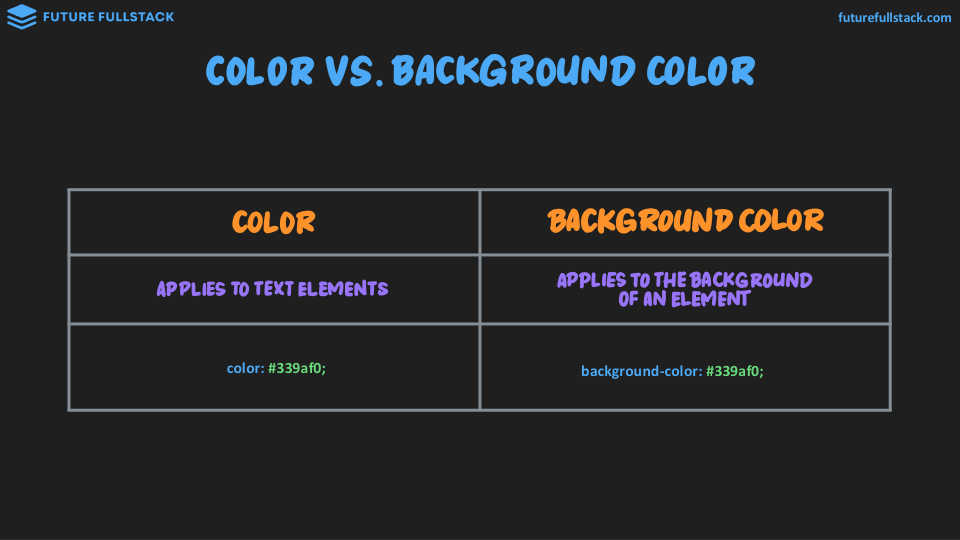 FUTURE FULLSTACK
futurefullstack.com
COLOR VS. BACKGROUND COLOR
COLOR
BACKGROUND COLOR
APPLIES TO TEXT ELEMENTS
APPLIES TO THE BACKGROUND
OF AN ELEMENT
color: #339af0;
background-color: #339af0;